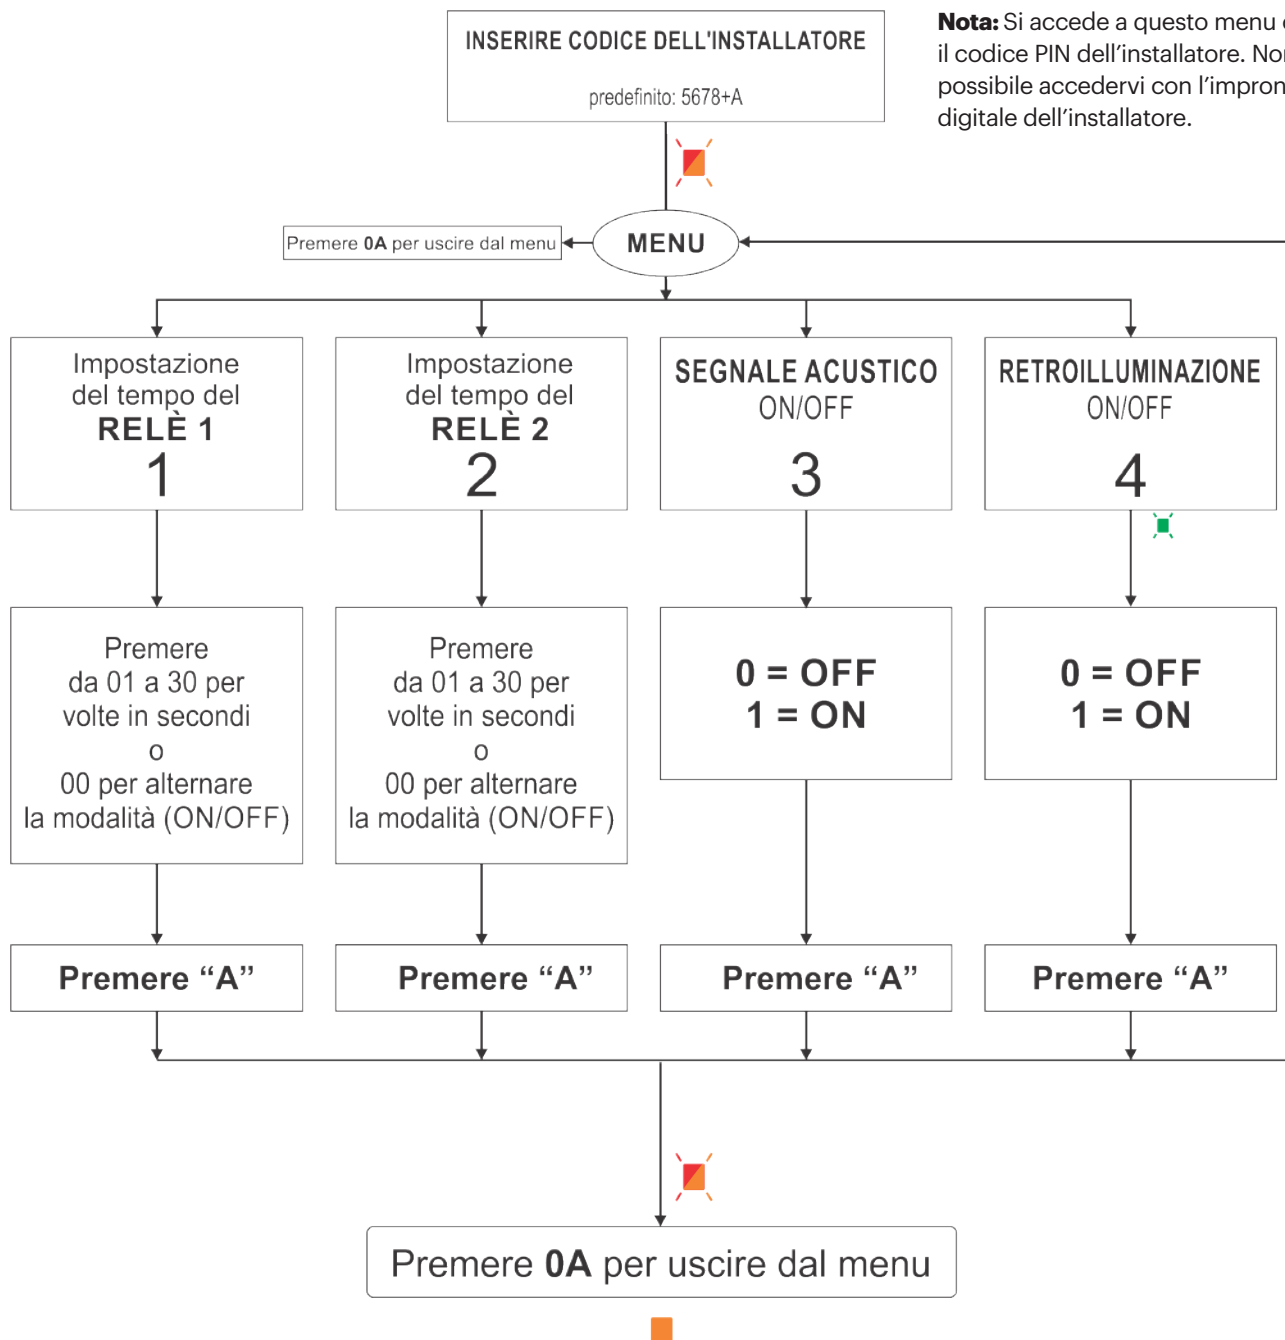 INSERIRE CODICE DELL'INSTALLATORE
predefinito: 5678+A
Nota: Si accede a questo menu
il codice PIN dell’installatore.
possibile accedervi con
digitale dell’installatore.
Premere 0A per uscire dal menu
MENU
Impostazione
del tempo del
RELÈ 1
1
Impostazione
del tempo del
RELÈ 2
2
SEGNALE ACUSTICO
ON/OFF
3
RETROILLUMINAZIONE
ON/OFF
4
Premere
da 01 a 30 per
volte in secondi
o
00 per alternare
la modalità (ON/OFF)
Premere
da 01 a 30 per
volte in secondi
o
00 per alternare
la modalità (ON/OFF)
0 = OFF
1 = ON
0 = OFF
1 = ON
Premere “A”
Premere “A”
Premere “A”
Premere “A”
Premere 0A per uscire dal menu